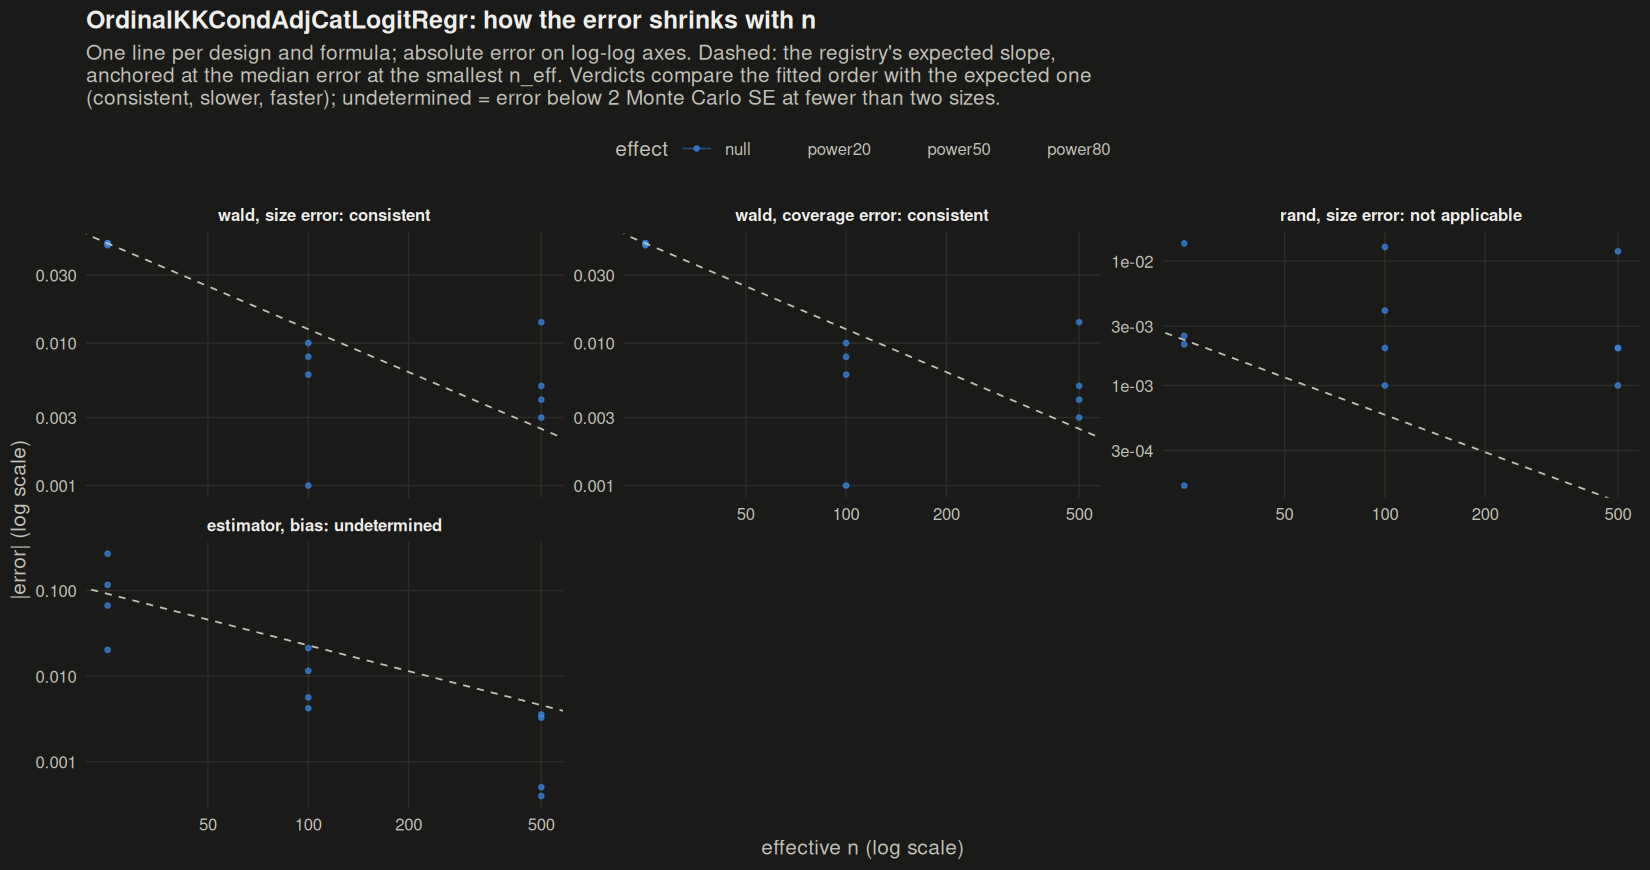 OrdinalKKCondAdjCatLogitRegr: how the error shrinks with n
One line per design and formula; absolute error on log-log axes. Dashed: the registry's expected slope,
anchored at the median error at the smallest n_eff. Verdicts compare the fitted order with the expected one
(consistent, slower, faster); undetermined = error below 2 Monte Carlo SE at fewer than two sizes.
effect null power20 power50 power80
wald, size error: consistent
0.030
0.010
0.003
0.001
wald, coverage error: consistent
0.030
0.010
0.003
0.001
50 100 200 500
rand, size error: not applicable
1e-02
3e-03
1e-03
3e-04
50 100 200 500
estimator, bias: undetermined
0.100
0.010
0.001
50 100 200 500
|error| (log scale)
effective n (log scale)